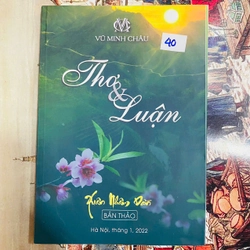 VŨ MINH CHÂU
40
Thơ
& Luận
Xuân Nhâm Dần
BẢN THẢO
Hà Nội, tháng 1, 2022